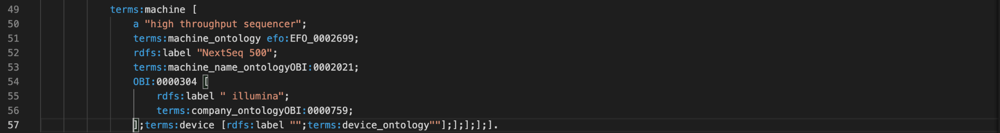 49 terms:machine [
50 a "high throughput sequencer";
51 terms:machine_ontology efo:EFO_0002699;
52 rdfs:label "NextSeq 500";
53 terms:machine_name_ontologyOBI:0002021;
54 OBI:0000304 [
55 rdfs:label " illumina";
56 terms:company_ontologyOBI:0000759;
57 ];terms:device [rdfs:label "";terms:device_ontology""];];];];].